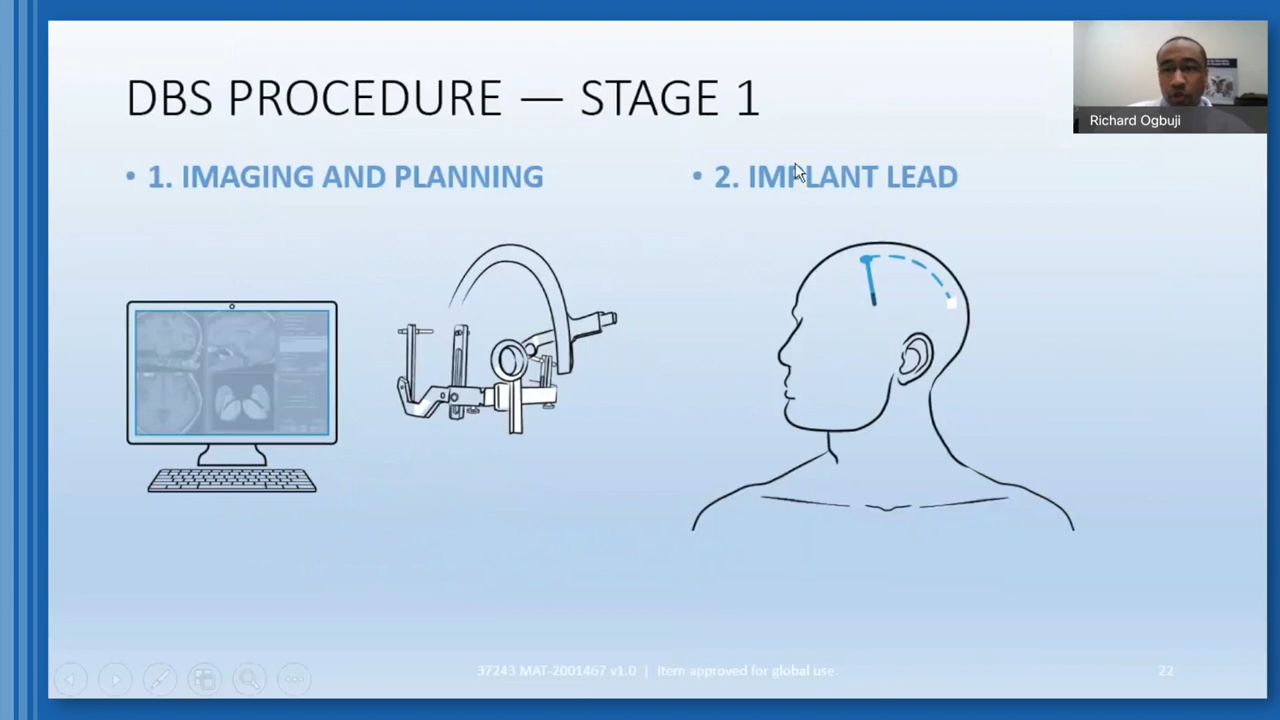 DBS PROCEDURE — STAGE 1
Richard Ogbuji
• 1. IMAGING AND PLANNING
• 2. IMPLANT LEAD
37243 MAT-2001467 v1.0 | Item approved for global use.
22